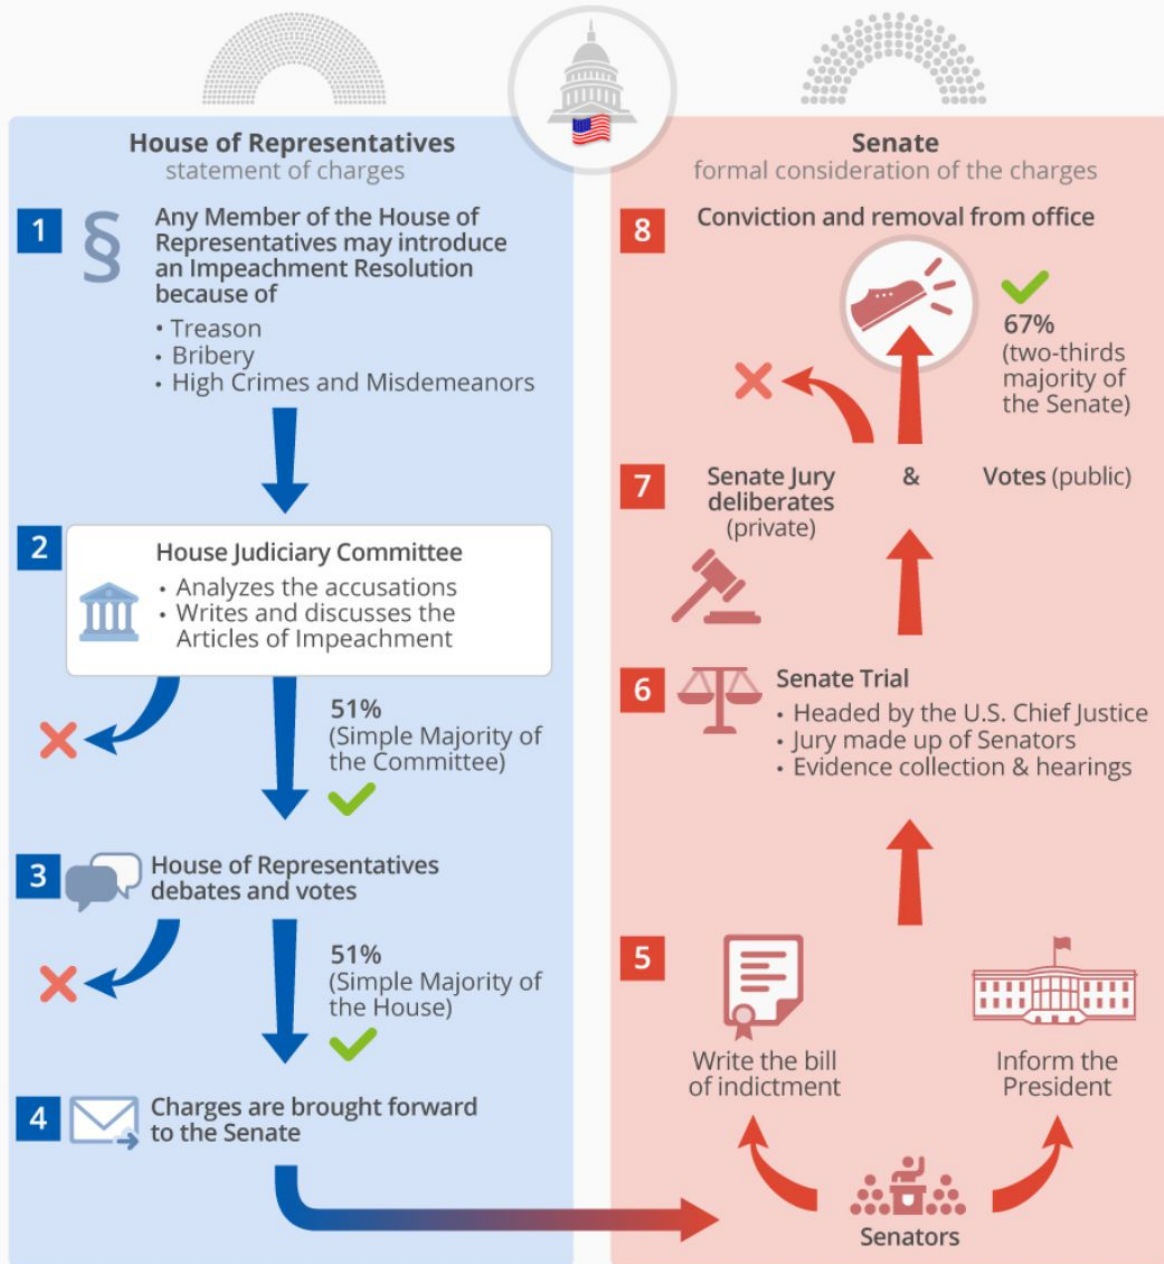 House of Representatives
statement of charges
1
§
Any Member of the House of
Representatives may introduce
an Impeachment Resolution
because of
• Treason
• Bribery
• High Crimes and Misdemeanors
2
House Judiciary Committee
• Analyzes the accusations
• Writes and discusses the
Articles of Impeachment
51%
(Simple Majority of
the Committee)
3
House of Representatives
debates and votes
51%
(Simple Majority of
the House)
4
Charges are brought forward
to the Senate
Senate
formal consideration of the charges
8
Conviction and removal from office
67%
(two-thirds
majority of
the Senate)
7
Senate Jury
deliberates
(private)
&
Votes (public)
6
Senate Trial
• Headed by the U.S. Chief Justice
• Jury made up of Senators
• Evidence collection & hearings
5
Write the bill
of indictment
Inform the
President
Senators